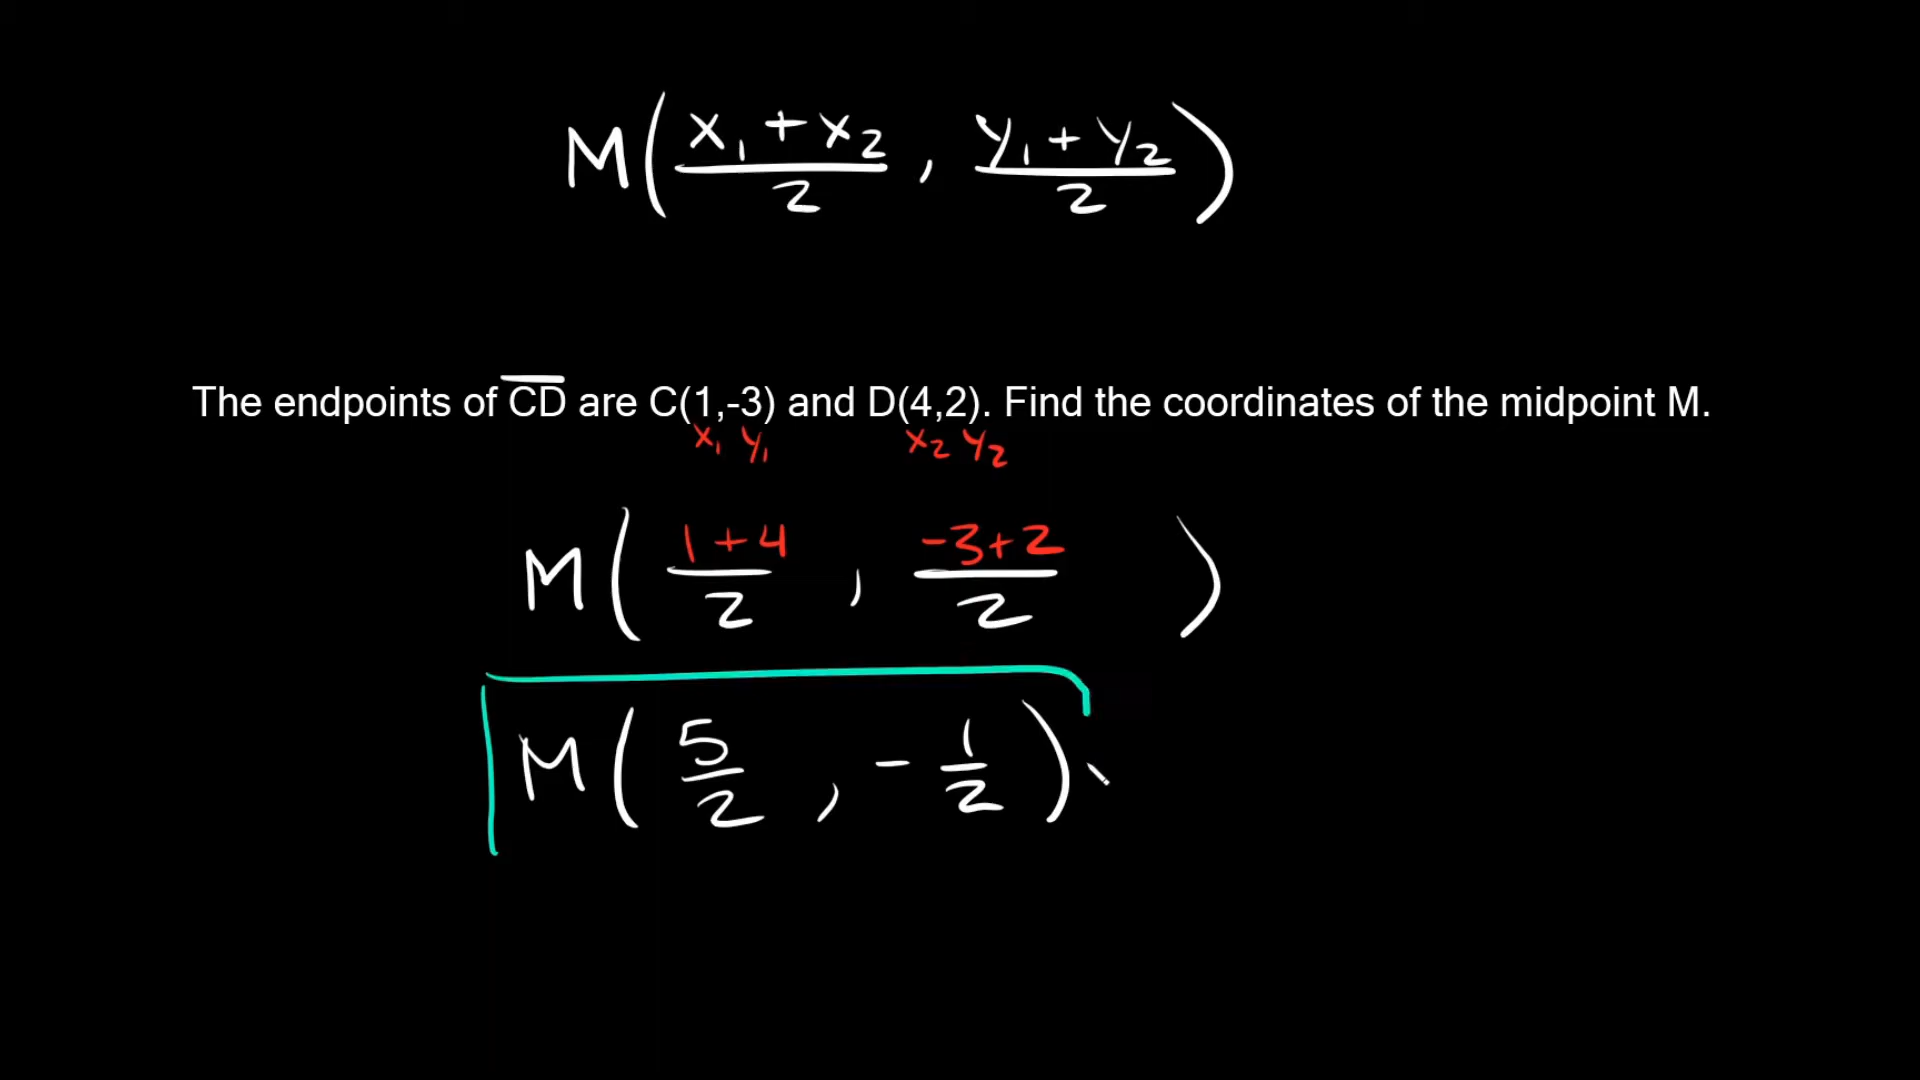 M(x₁+x₂/2, y₁+y₂/2)
The endpoints of C̅D̅ are C(1,-3) and D(4,2). Find the coordinates of the midpoint M.
x₁ y₁ x₂ y₂
M(1+4/2, -3+2/2)
M(5/2, -1/2)